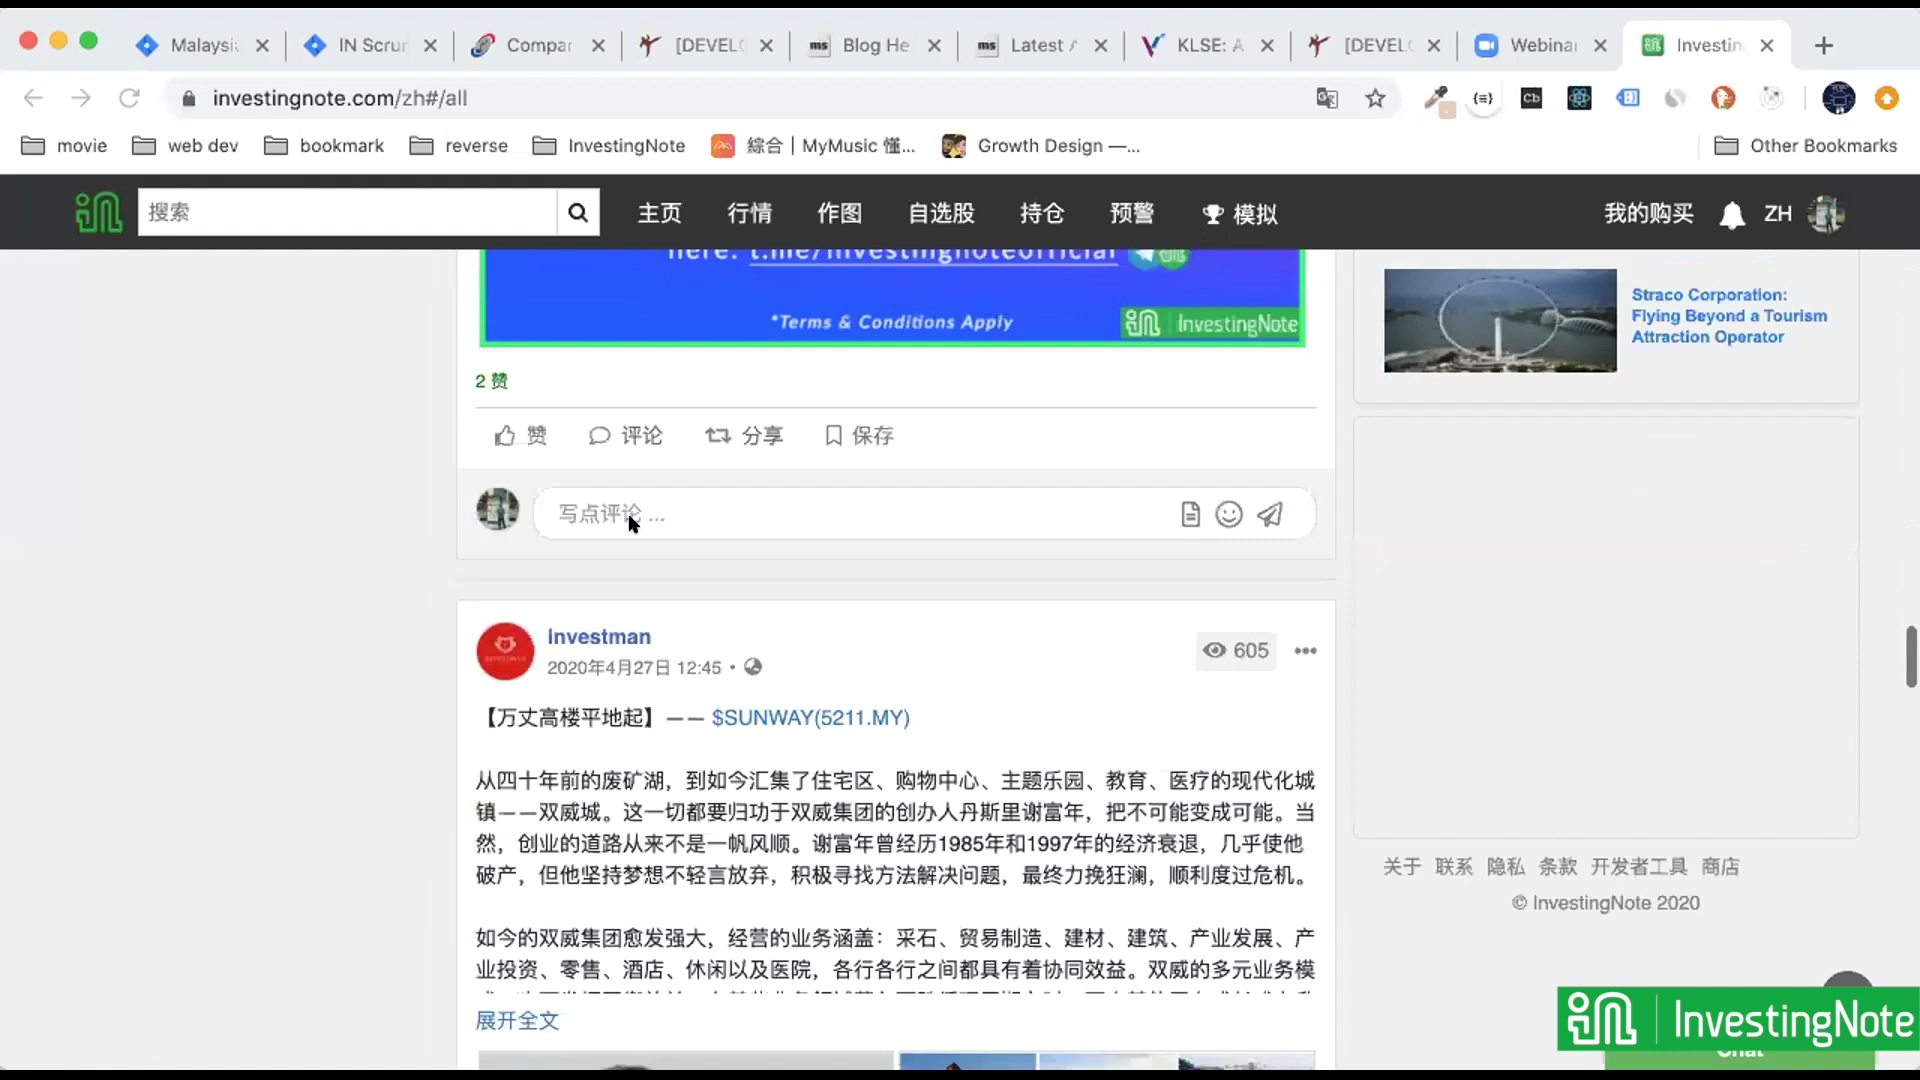 Malaysi
IN Scrur
Compar
[DEVEL
Blog He
Latest
KLSE: A
[DEVEL
Webinar
Investin
investingnote.com/zh#/all
movie
web dev
bookmark
reverse
InvestingNote
綜合 | MyMusic 懂...
Growth Design —...
Other Bookmarks
搜索
主页
行情
作图
自选股
持仓
预警
模拟
我的购买
ZH
here: t.me/investingnoteofficial
*Terms & Conditions Apply
InvestingNote
Straco Corporation:
Flying Beyond a Tourism
Attraction Operator
2 赞
赞
评论
分享
保存
写点评论 ...
Investman
605
2020年4月27日 12:45 •
【万丈高楼平地起】—— $SUNWAY(5211.MY)
从四十年前的废矿湖，到如今汇集了住宅区、购物中心、主题乐园、教育、医疗的现代化城
镇——双威城。这一切都要归功于双威集团的创办人丹斯里谢富年，把不可能变成可能。当
然，创业的道路从来不是一帆风顺。谢富年曾经历1985年和1997年的经济衰退，几乎使他
破产，但他坚持梦想不轻言放弃，积极寻找方法解决问题，最终力挽狂澜，顺利度过危机。
如今的双威集团愈发强大，经营的业务涵盖：采石、贸易制造、建材、建筑、产业发展、产
业投资、零售、酒店、休闲以及医院，各行各行之间都具有着协同效益。双威的多元业务模
展开全文
关于 联系 隐私 条款 开发者工具 商店
© InvestingNote 2020
InvestingNote
Chat